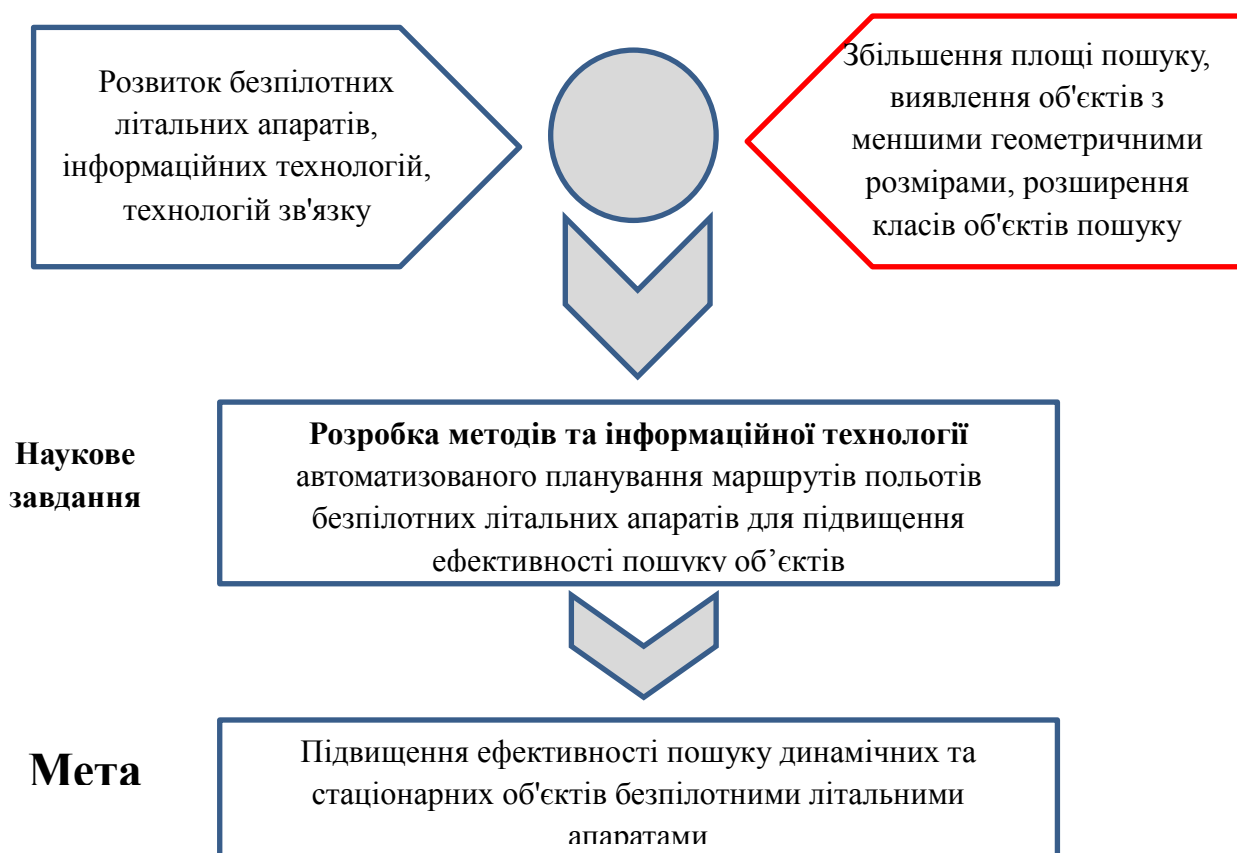 Розвиток безпілотних
літальних апаратів,
інформаційних технологій,
технологій зв'язку
Збільшення площі пошуку,
виявлення об'єктів з
меншими геометричними
розмірами, розширення
класів об'єктів пошуку
Наукове
завдання
Розробка методів та інформаційної технології
автоматизованого планування маршрутів польотів
безпілотних літальних апаратів для підвищення
ефективності пошуку об’єктів
Мета
Підвищення ефективності пошуку динамічних та
стаціонарних об'єктів безпілотними літальними
апаратами